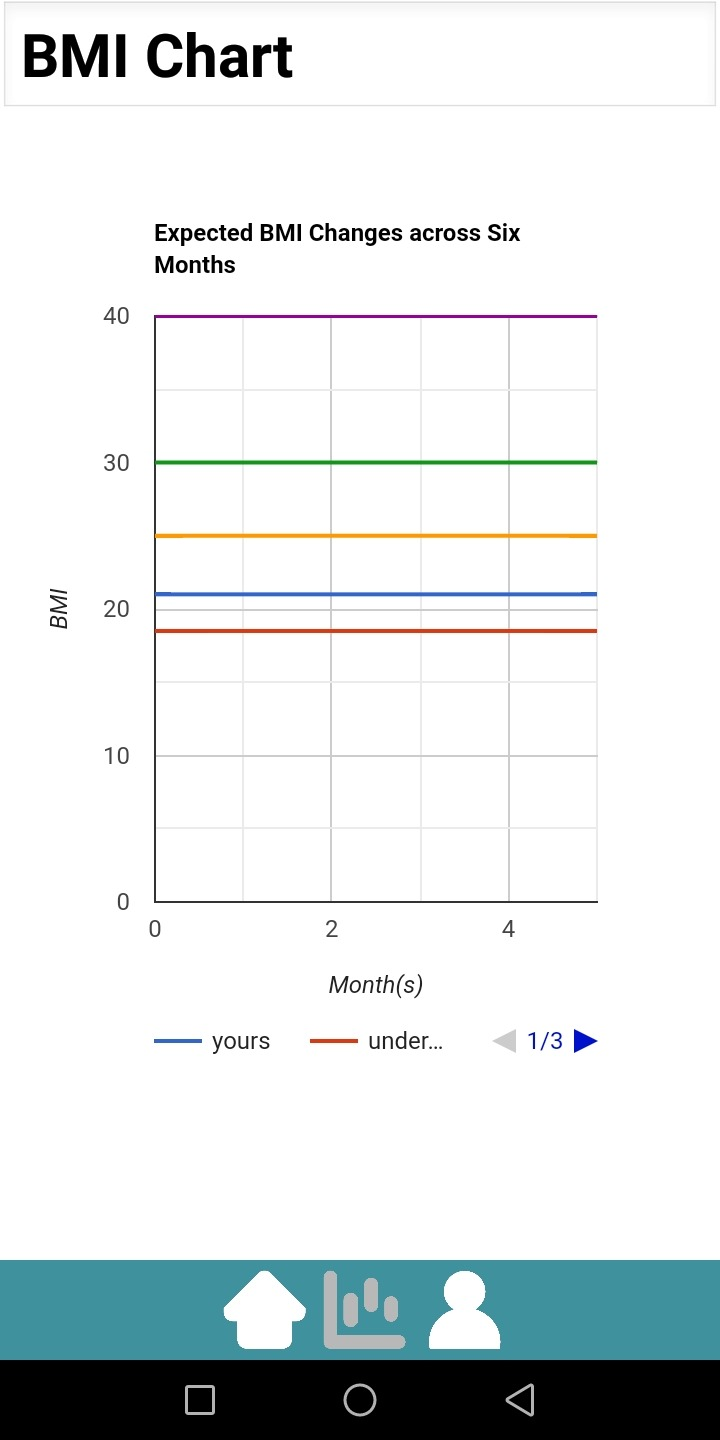 BMI Chart
Expected BMI Changes across Six
Months
40
30
20
10
0
BMI
0 2 4
Month(s)
yours under... 1/3